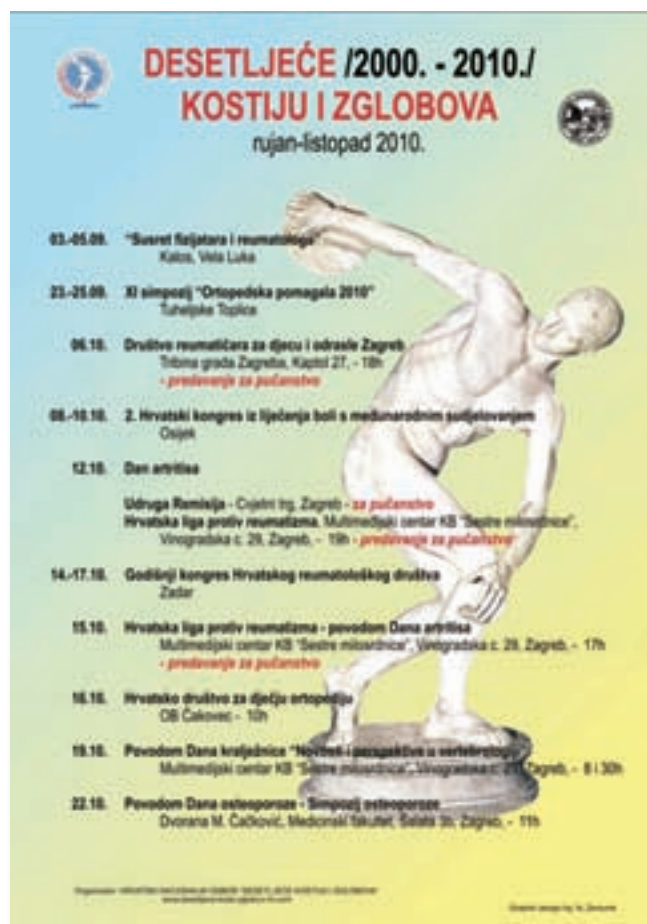 DESETLJEĆE /2000. - 2010./
KOSTIJU I ZGLOBOVA
rujan-listopad 2010.
03.-05.09. "Susret fizijatara i reumatologa"
Kalos, Vela Luka
23.-25.09. XI simpozij "Ortopedska pomagala 2010"
Tuheljske Toplice
06.10. Društvo reumatičara za djecu i odrasle Zagreb
Tribina grada Zagreba, Kaptol 27, - 18h
- predavanje za pučanstvo
08.-10.10. 2. Hrvatski kongres iz liječenja boli s međunarodnim sudjelovanjem
Osijek
12.10. Dan artritisa
Udruga Remisija - Cvjetni trg, Zagreb - za pučanstvo
Hrvatska liga protiv reumatizma, Multimedijski centar KB "Sestre milosrdnice",
Vinogradska c. 29, Zagreb, - 19h - predavanje za pučanstvo
14.-17.10. Godišnji kongres Hrvatskog reumatološkog društva
Zadar
15.10. Hrvatska liga protiv reumatizma - povodom Dana artritisa
Multimedijski centar KB "Sestre milosrdnice", Vinogradska c. 29, Zagreb, - 17h
- predavanje za pučanstvo
16.10. Hrvatsko društvo za dječju ortopediju
OB Čakovec - 10h
19.10. Povodom Dana kralježnice "Noviteti i perspektive u vertebrologiji"
Multimedijski centar KB "Sestre milosrdnice", Vinogradska c. 29, Zagreb, - 8 i 30h
22.10. Povodom Dana osteoporoze - Simpozij osteoporoze
Dvorana M. Čačković, Medicinski fakultet, Šalata 3b, Zagreb, - 11h